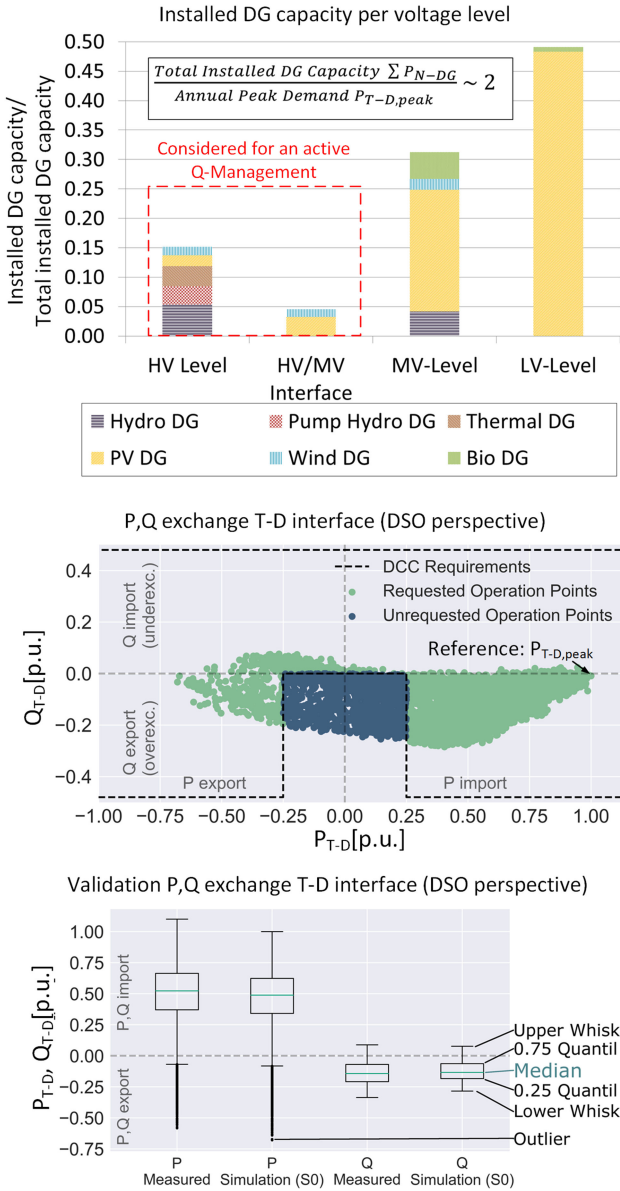 Installed DG capacity per voltage level
Installed DG capacity/
Total installed DG capacity
0.50
0.45
0.40
0.35
0.30
0.25
0.20
0.15
0.10
0.05
0.00
Total Installed DG Capacity ∑ P_{N−DG}
Annual Peak Demand P_{T−D,peak}
~ 2
Considered for an active
Q-Management
HV Level
HV/MV
Interface
MV-Level
LV-Level
Hydro DG
Pump Hydro DG
Thermal DG
PV DG
Wind DG
Bio DG
P,Q exchange T-D interface (DSO perspective)
Q_{T-D}[p.u.]
0.4
0.2
0.0
−0.2
−0.4
Q import
(underexc.)
Q export
(overexc.)
DCC Requirements
Requested Operation Points
Unrequested Operation Points
Reference: P_{T-D,peak}
P export
P import
−1.00
−0.75
−0.50
−0.25
0.00
0.25
0.50
0.75
1.00
P_{T-D}[p.u.]
Validation P,Q exchange T-D interface (DSO perspective)
P_{T-D}, Q_{T-D}[p.u.]
1.00
0.75
0.50
0.25
0.00
−0.25
−0.50
−0.75
P,Q import
P,Q export
Upper Whisk
0.75 Quantil
Median
0.25 Quantil
Lower Whisk
Outlier
P
Measured
P
Simulation (S0)
Q
Measured
Q
Simulation (S0)